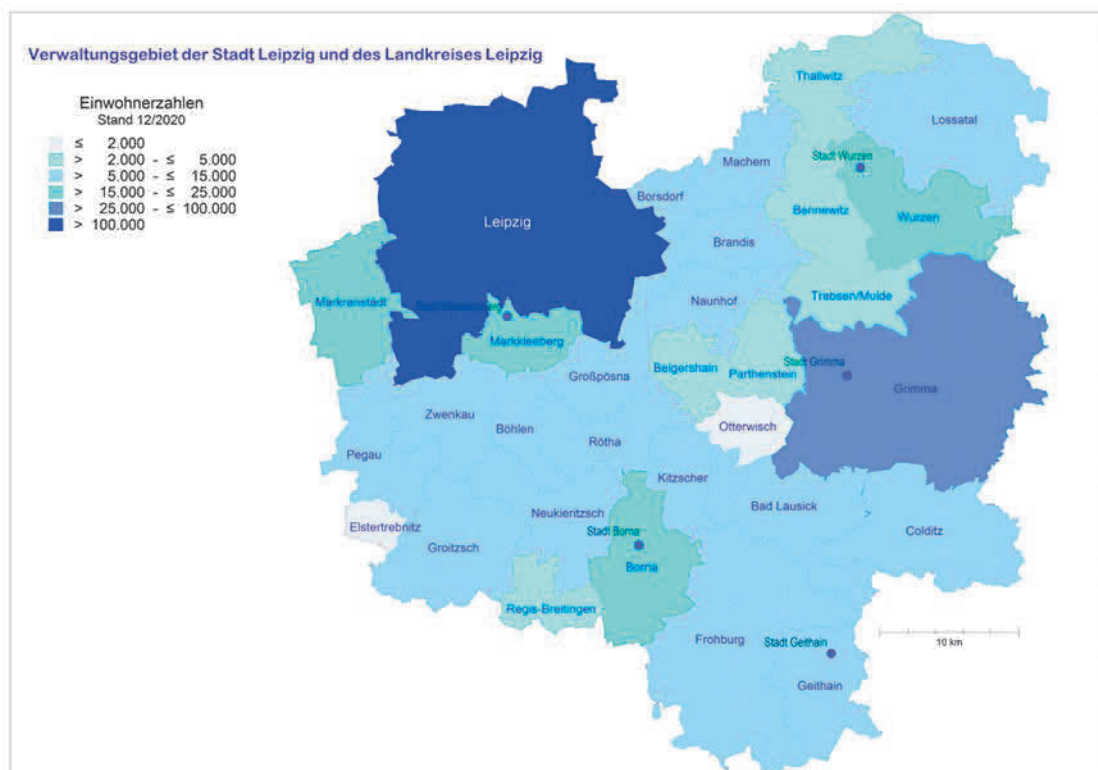 Verwaltungsgebiet der Stadt Leipzig und des Landkreises Leipzig
Einwohnerzahlen
Stand 12/2020
≤ 2.000
> 2.000 - ≤ 5.000
> 5.000 - ≤ 15.000
> 15.000 - ≤ 25.000
> 25.000 - ≤ 100.000
> 100.000
Thallwitz
Lossatal
Stadt Wurzen
Machern
Borsdorf
Bennewitz
Wurzen
Leipzig
Brandis
Markranstädt
Naunhof
Trebsen/Mulde
Markkleeberg
Großpösna
Belgershain
Parthenstein
Stadt Grimma
Grimma
Zwenkau
Böhlen
Rötha
Otterwisch
Pegau
Kitzscher
Bad Lausick
Elstertrebnitz
Neukieritzsch
Stadt Borna
Colditz
Groitzsch
Borna
Regis-Breitingen
Frohburg
Stadt Geithain
10 km
Geithain